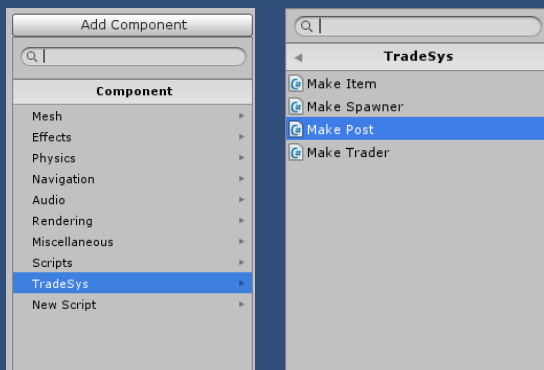 Add Component
Component
Mesh
Effects
Physics
Navigation
Audio
Rendering
Miscellaneous
Scripts
TradeSys
New Script
TradeSys
Make Item
Make Spawner
Make Post
Make Trader